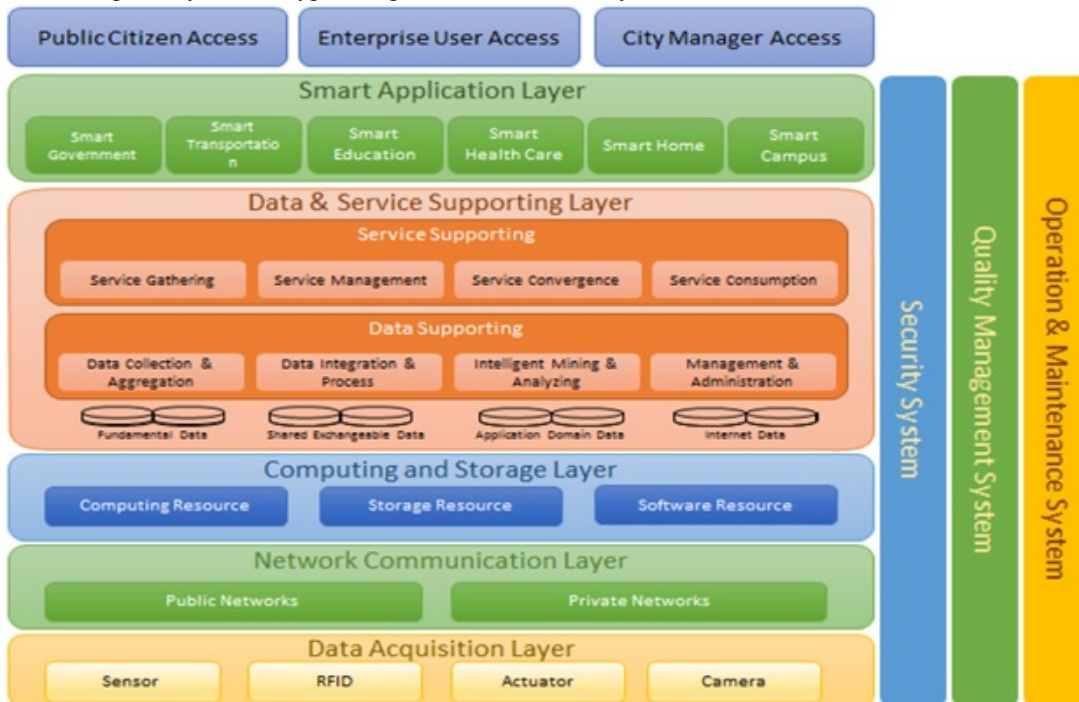 Public Citizen Access
Enterprise User Access
City Manager Access
Smart Application Layer
Smart
Government
Smart
Transportatio
n
Smart
Education
Smart
Health Care
Smart Home
Smart
Campus
Data & Service Supporting Layer
Service Supporting
Service Gathering
Service Management
Service Convergence
Service Consumption
Data Supporting
Data Collection &
Aggregation
Data Integration &
Process
Intelligent Mining &
Analyzing
Management &
Administration
Fundamental Data
Shared Exchangeable Data
Application Domain Data
Internet Data
Computing and Storage Layer
Computing Resource
Storage Resource
Software Resource
Network Communication Layer
Public Networks
Private Networks
Data Acquisition Layer
Sensor
RFID
Actuator
Camera
Security System
Quality Management System
Operation & Maintenance System